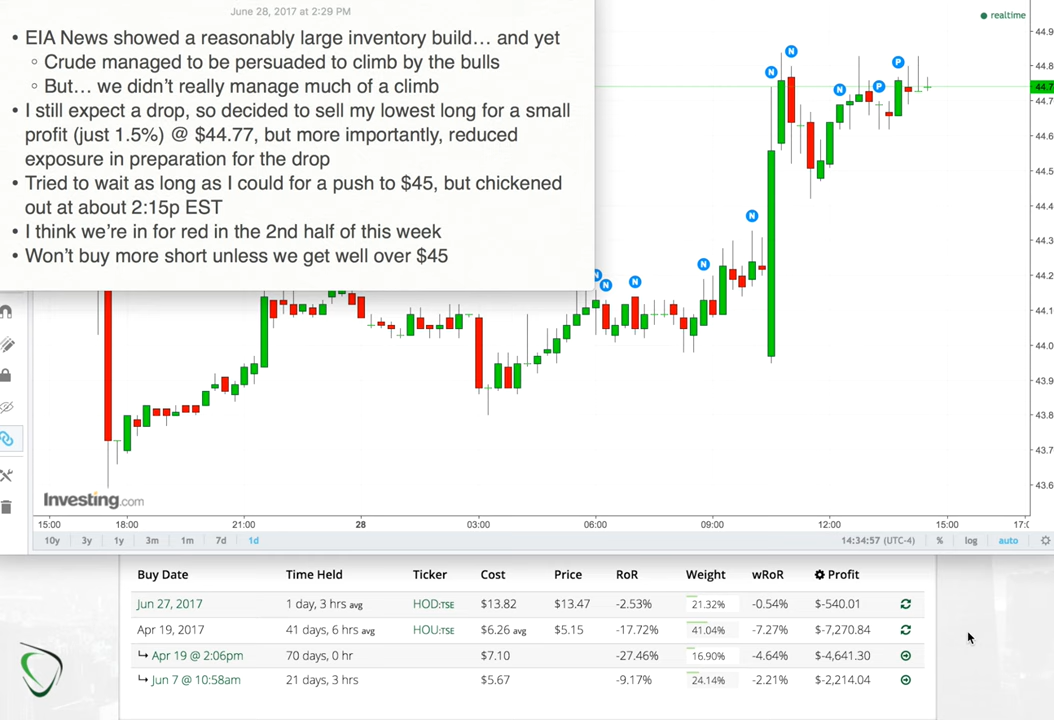 June 28, 2017 at 2:29 PM
• EIA News showed a reasonably large inventory build... and yet
◦ Crude managed to be persuaded to climb by the bulls
◦ But... we didn't really manage much of a climb
• I still expect a drop, so decided to sell my lowest long for a small
profit (just 1.5%) @ $44.77, but more importantly, reduced
exposure in preparation for the drop
• Tried to wait as long as I could for a push to $45, but chickened
out at about 2:15p EST
• I think we're in for red in the 2nd half of this week
• Won't buy more short unless we get well over $45
realtime
44.9
44.8
44.7
44.7
44.6
44.5
44.4
44.3
44.2
44.1
44.0
43.9
43.8
43.7
43.6
N
N
N
P
P
N
N
N
N
N
Investing.com
15:00 18:00 21:00 28 03:00 06:00 09:00 12:00 15:00 17:0
10y 3y 1y 3m 1m 7d 1d 14:34:57 (UTC-4) % log auto
Buy Date Time Held Ticker Cost Price RoR Weight wRoR Profit
Jun 27, 2017 1 day, 3 hrs avg HOD:TSE $13.82 $13.47 -2.53% 21.32% -0.54% $-540.01
Apr 19, 2017 41 days, 6 hrs avg HOU:TSE $6.26 avg $5.15 -17.72% 41.04% -7.27% $-7,270.84
Apr 19 @ 2:06pm 70 days, 0 hr $7.10 -27.46% 16.90% -4.64% $-4,641.30
Jun 7 @ 10:58am 21 days, 3 hrs $5.67 -9.17% 24.14% -2.21% $-2,214.04